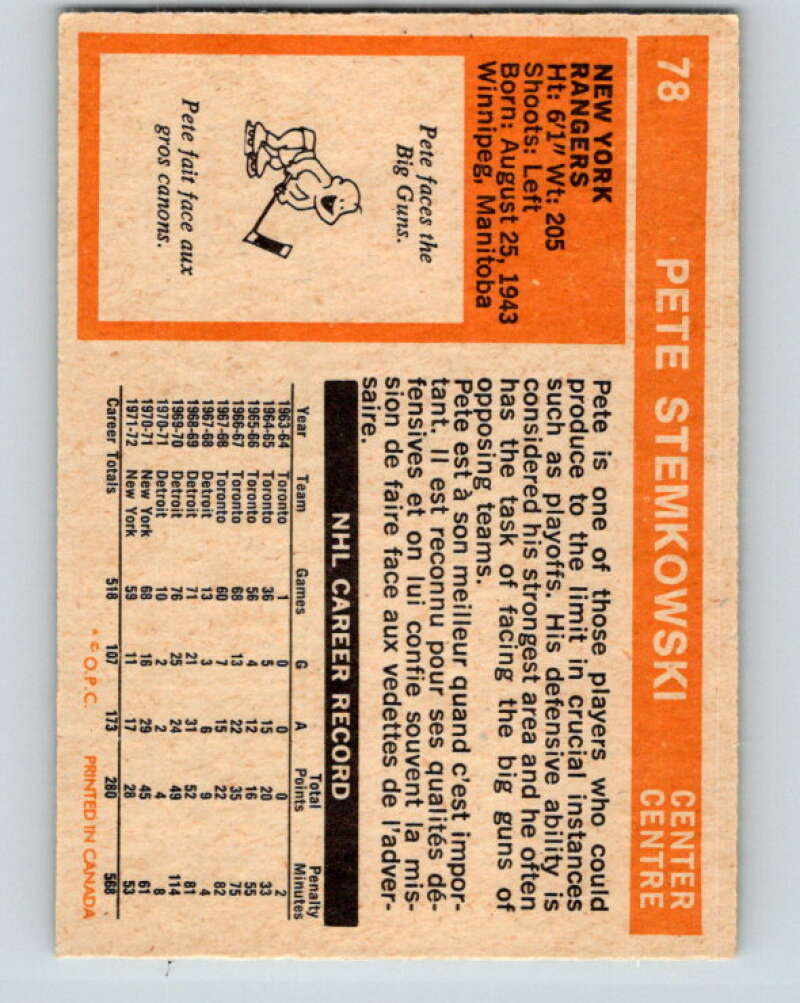 78 PETE STEMKOWSKI CENTER
CENTRE
NEW YORK
RANGERS
Ht: 6'1" Wt: 205
Shoots: Left
Born: August 25, 1943
Winnipeg, Manitoba
Pete faces the
Big Guns.
Pete fait face aux
gros canons.
Pete is one of those players who could
produce to the limit in crucial instances
such as playoffs. His defensive ability is
considered his strongest area and he often
has the task of facing the big guns of
opposing teams.
Pete est à son meilleur quand c'est impor-
tant. Il est reconnu pour ses qualités dé-
fensives et on lui confie souvent la mis-
sion de faire face aux vedettes de l'adver-
saire.
NHL CAREER RECORD
Year Team Games G A Total Points Penalty Minutes
1963-64 Toronto 1 0 0 0 2
1964-65 Toronto 36 5 15 20 33
1965-66 Toronto 56 4 12 16 55
1966-67 Toronto 68 13 22 35 75
1967-68 Toronto 60 7 15 22 82
1967-68 Detroit 13 3 6 9 4
1968-69 Detroit 71 21 31 52 81
1969-70 Detroit 76 25 24 49 114
1970-71 Detroit 10 2 2 4 8
1970-71 New York 68 16 29 45 61
1971-72 New York 59 11 17 28 53
Career Totals 518 107 173 280 568
* © O.P.C. PRINTED IN CANADA